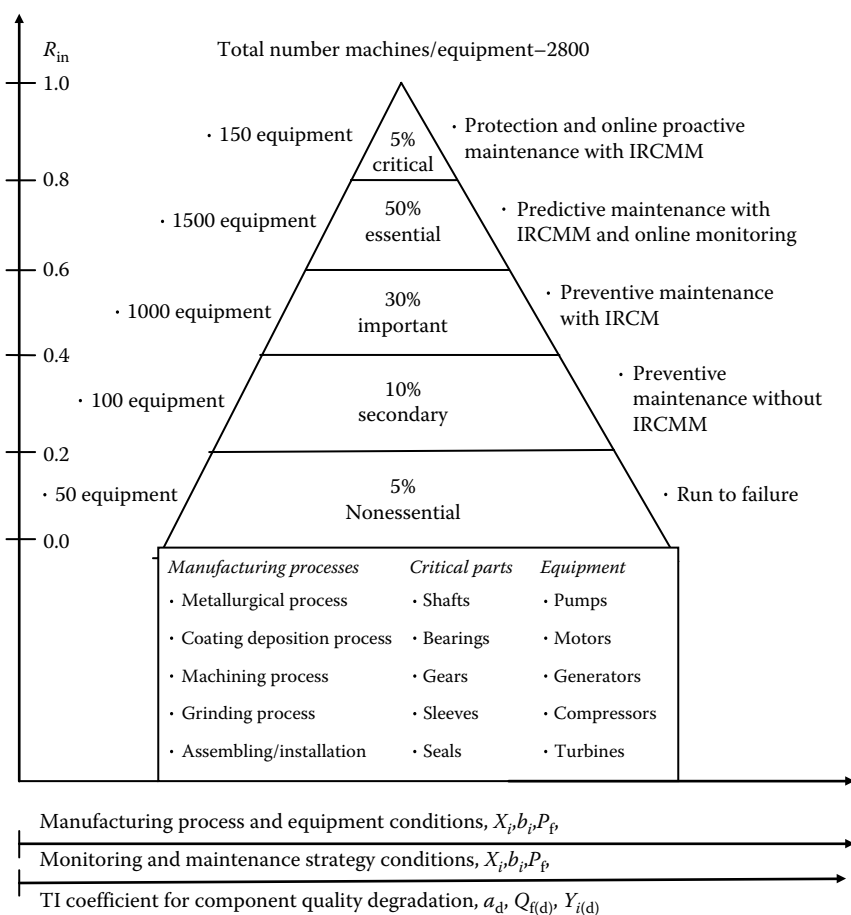 R_in
Total number machines/equipment–2800
1.0
· 150 equipment
5%
critical
· Protection and online proactive
maintenance with IRCMM
0.8
· 1500 equipment
50%
essential
· Predictive maintenance with
IRCMM and online monitoring
0.6
· 1000 equipment
30%
important
· Preventive maintenance
with IRCM
0.4
· 100 equipment
10%
secondary
· Preventive
maintenance without
IRCMM
0.2
· 50 equipment
5%
Nonessential
· Run to failure
0.0
Manufacturing processes Critical parts Equipment
· Metallurgical process · Shafts · Pumps
· Coating deposition process · Bearings · Motors
· Machining process · Gears · Generators
· Grinding process · Sleeves · Compressors
· Assembling/installation · Seals · Turbines
Manufacturing process and equipment conditions, X_i,b_i,P_f,
Monitoring and maintenance strategy conditions, X_i,b_i,P_f,
TI coefficient for component quality degradation, a_d, Q_f(d), Y_i(d)